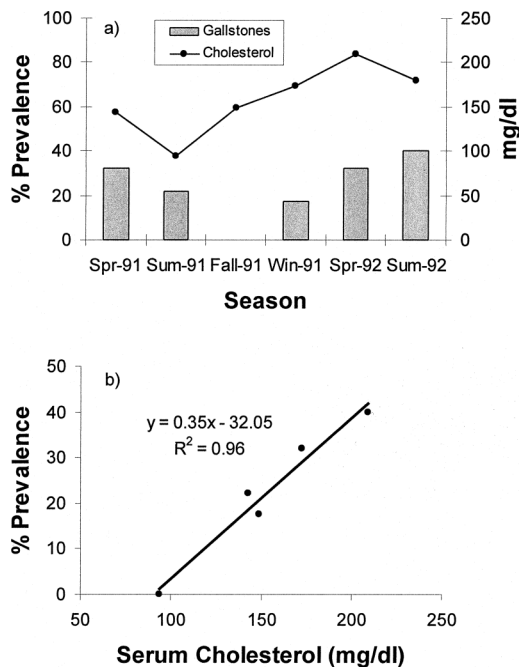 a)
Gallstones
Cholesterol
100
80
60
40
20
0
% Prevalence
250
200
150
100
50
0
mg/dl
Spr-91 Sum-91 Fall-91 Win-91 Spr-92 Sum-92
Season
b)
y = 0.35x - 32.05
R² = 0.96
50
40
30
20
10
0
% Prevalence
50 100 150 200 250
Serum Cholesterol (mg/dl)